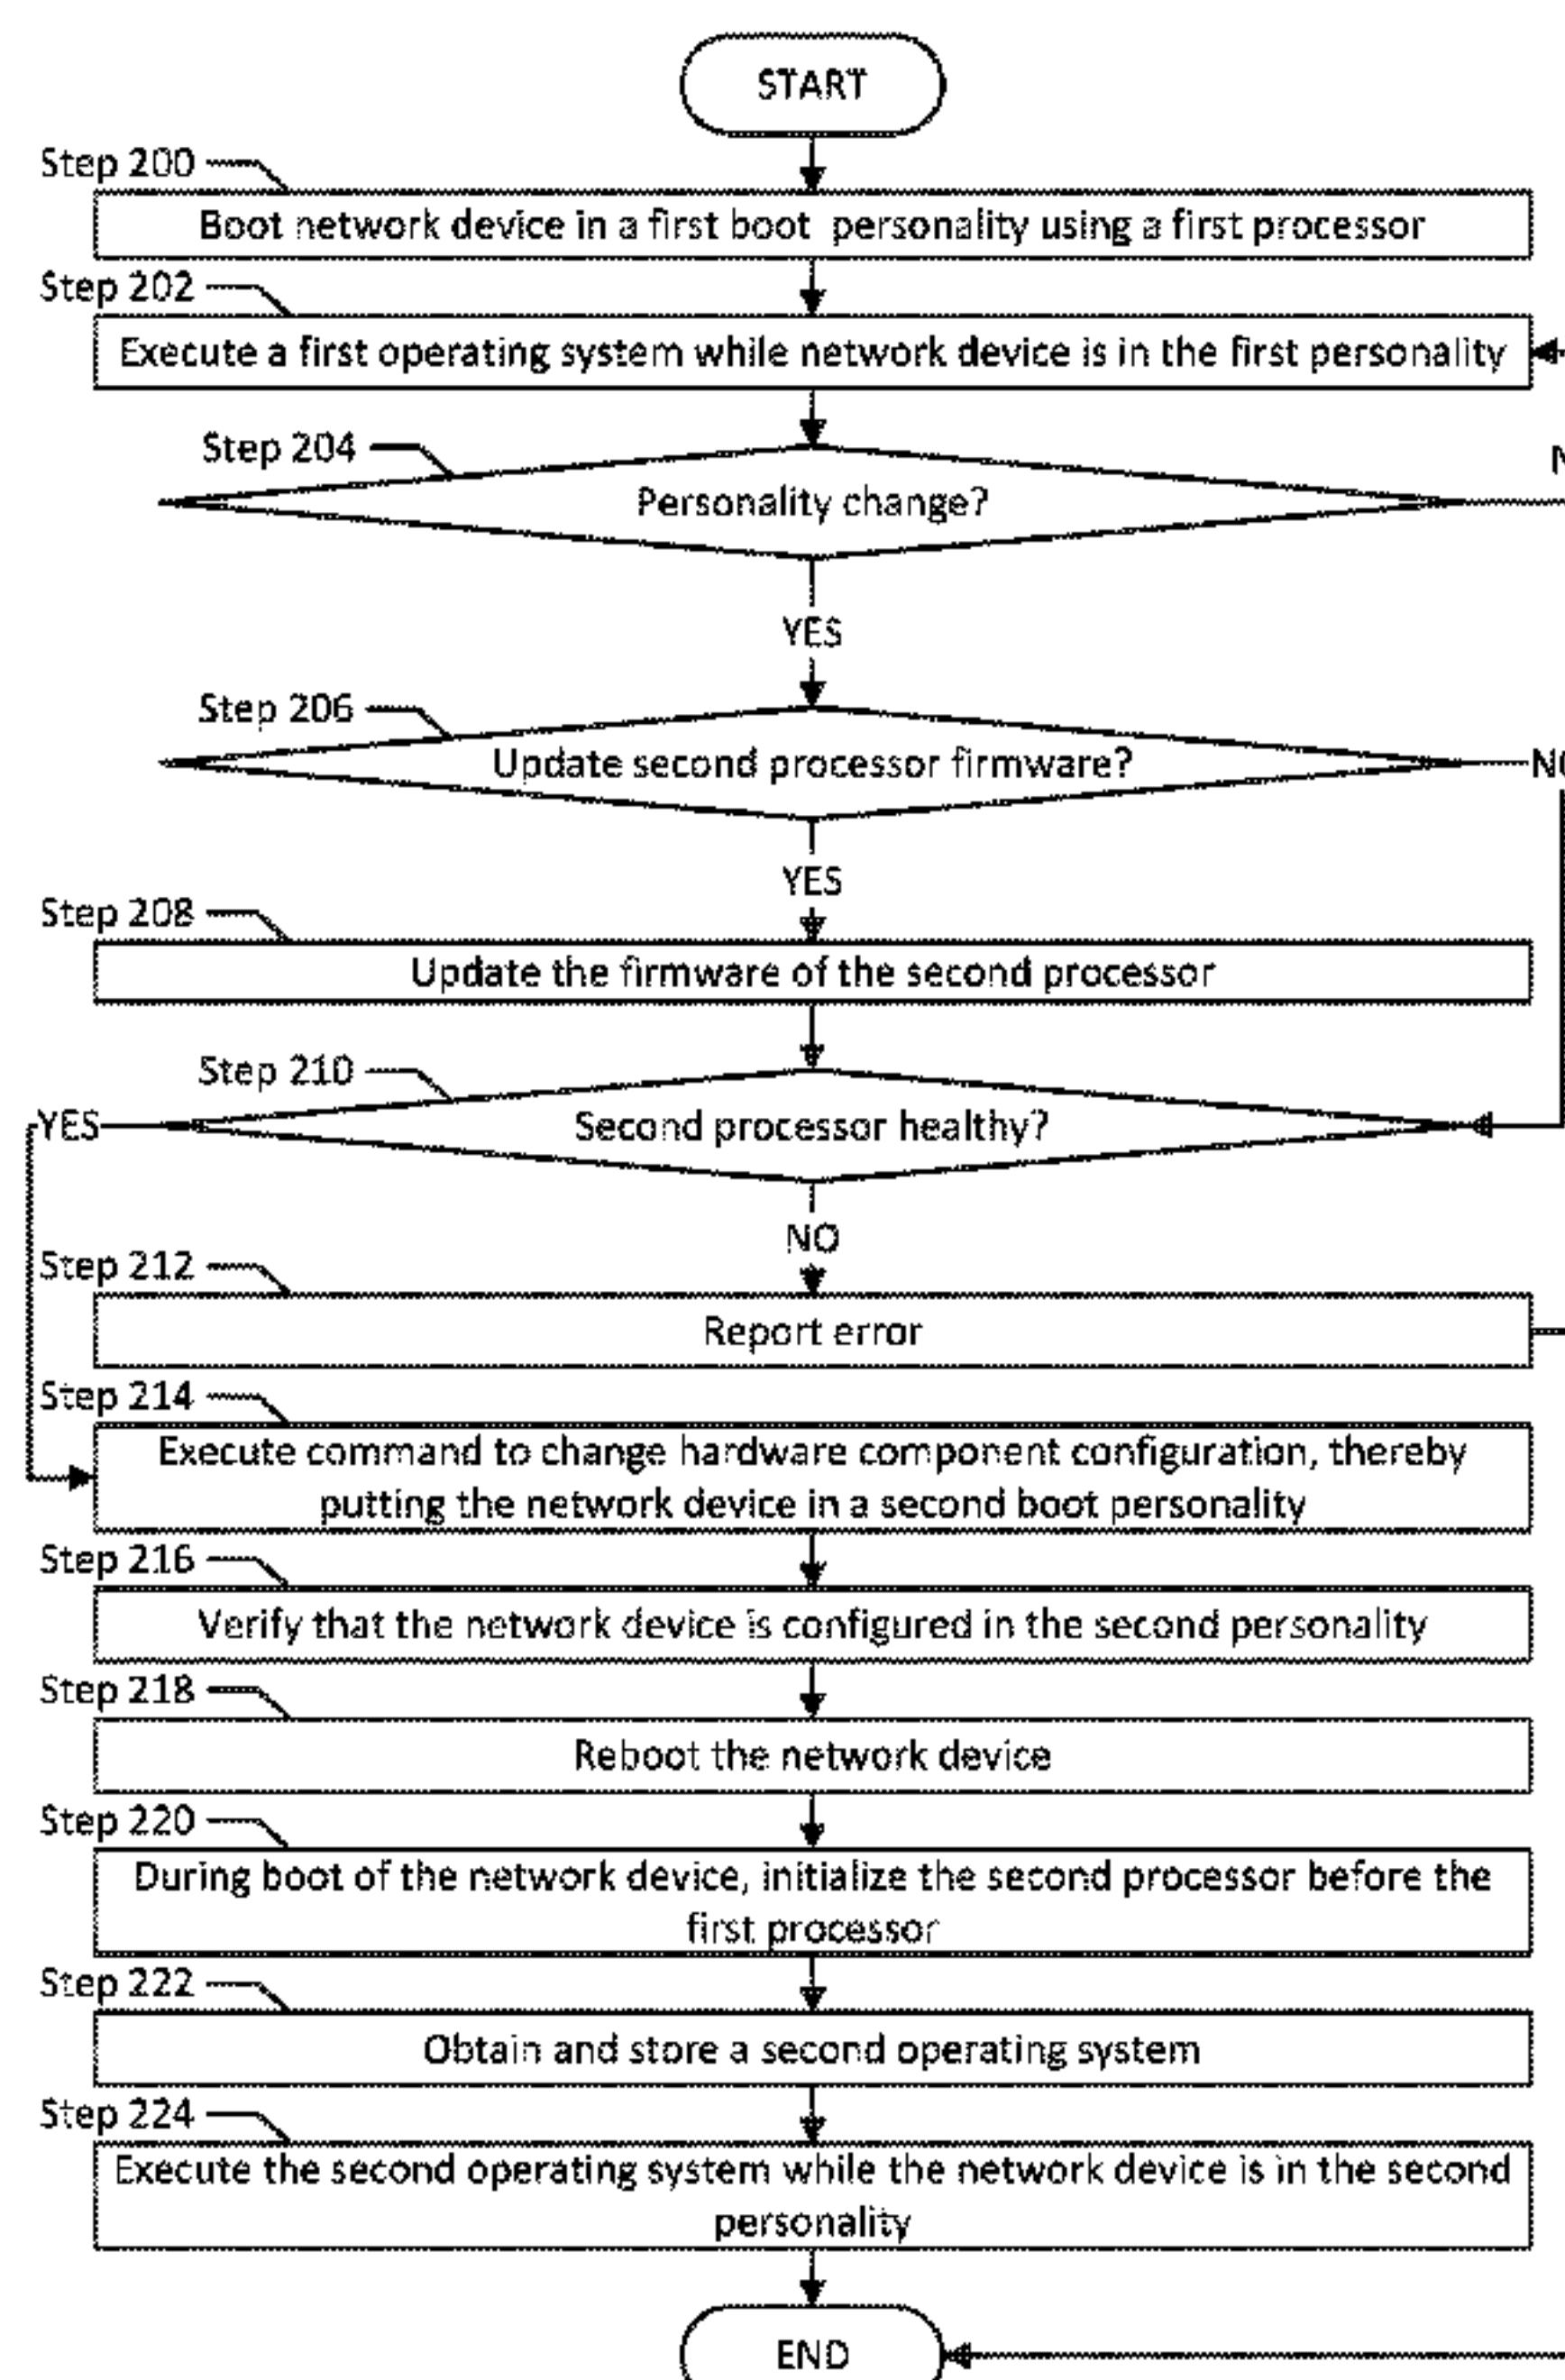 START
Step 200
Boot network device in a first boot personality using a first processor
Step 202
Execute a first operating system while network device is in the first personality
Step 204
Personality change?
YES
Step 206
Update second processor firmware?
YES
Step 208
Update the firmware of the second processor
Step 210
YES
Second processor healthy?
NO
Step 212
Report error
Step 214
Execute command to change hardware component configuration, thereby
putting the network device in a second boot personality
Step 216
Verify that the network device is configured in the second personality
Step 218
Reboot the network device
Step 220
During boot of the network device, initialize the second processor before the
first processor
Step 222
Obtain and store a second operating system
Step 224
Execute the second operating system while the network device is in the second
personality
END